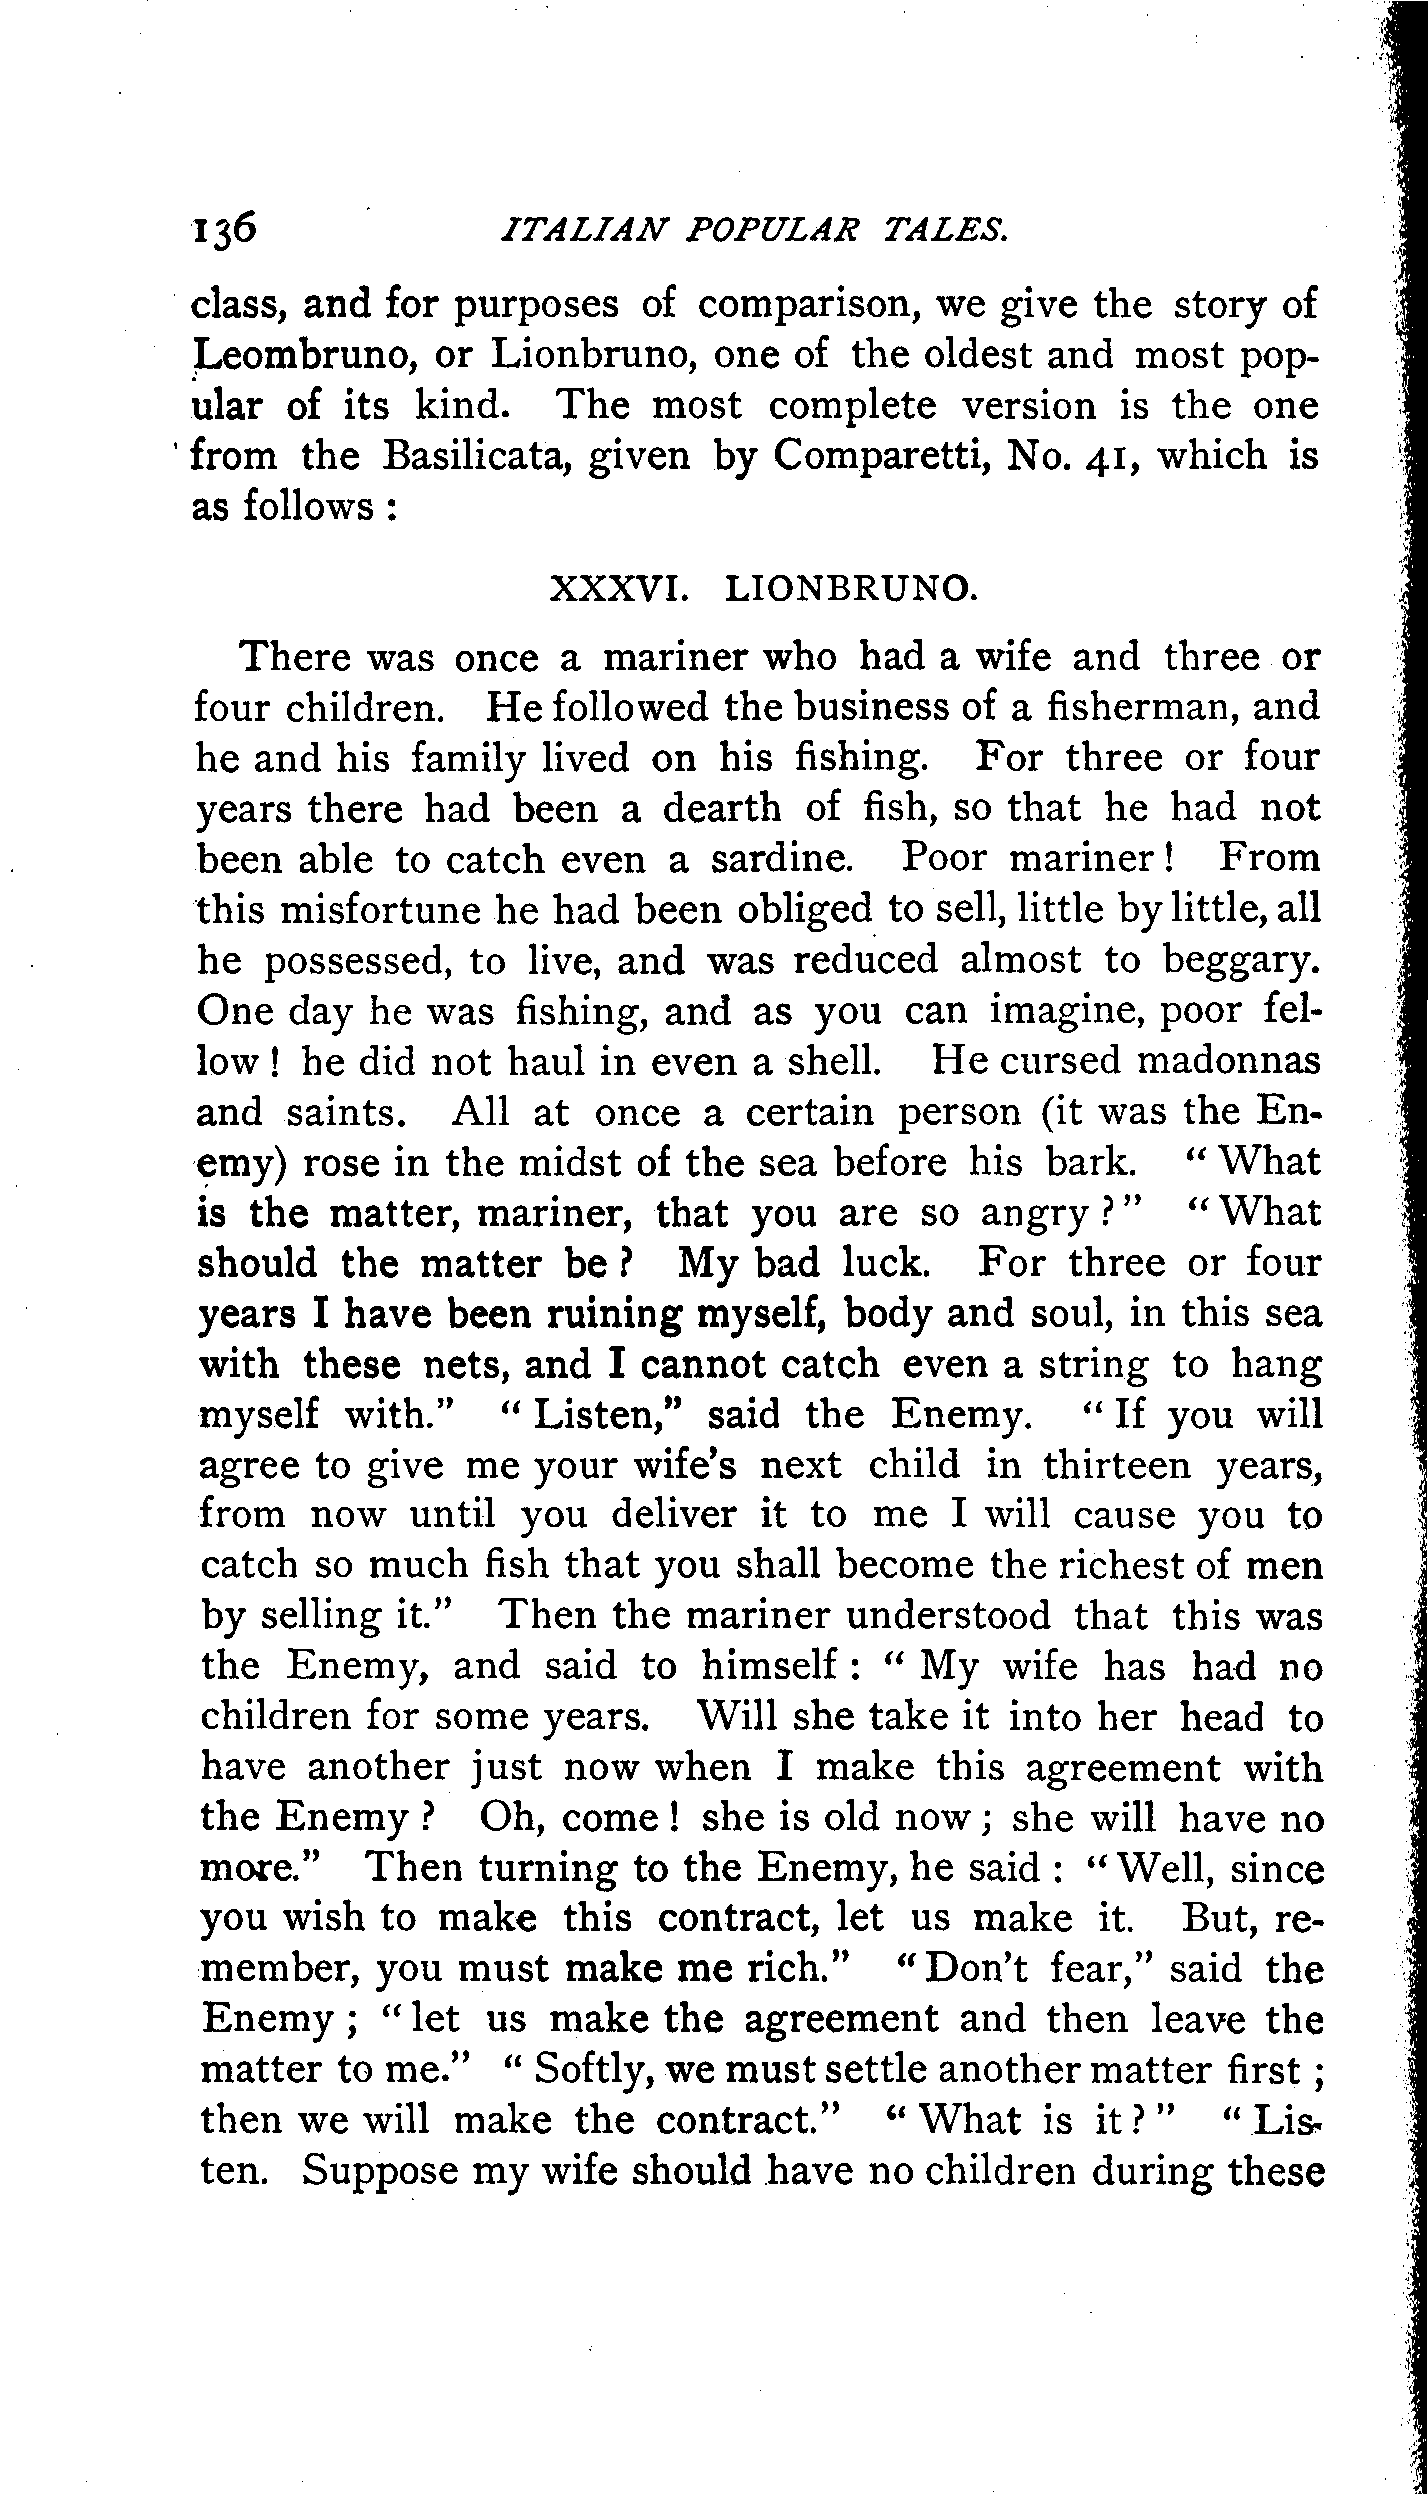 136 ITALIAN POPULAR TALES.
class, and for purposes of comparison, we give the story of
Leombruno, or Lionbruno, one of the oldest and most pop-
ular of its kind. The most complete version is the one
from the Basilicata, given by Comparetti, No. 41, which is
as follows :
XXXVI. LIONBRUNO.
There was once a mariner who had a wife and three or
four children. He followed the business of a fisherman, and
he and his family lived on his fishing. For three or four
years there had been a dearth of fish, so that he had not
been able to catch even a sardine. Poor mariner ! From
this misfortune he had been obliged to sell, little by little, all
he possessed, to live, and was reduced almost to beggary.
One day he was fishing, and as you can imagine, poor fel-
low ! he did not haul in even a shell. He cursed madonnas
and saints. All at once a certain person (it was the En-
emy) rose in the midst of the sea before his bark. “ What
is the matter, mariner, that you are so angry ? ” “ What
should the matter be ? My bad luck. For three or four
years I have been ruining myself, body and soul, in this sea
with these nets, and I cannot catch even a string to hang
myself with.” “ Listen,” said the Enemy. “ If you will
agree to give me your wife’s next child in thirteen years,
from now until you deliver it to me I will cause you to
catch so much fish that you shall become the richest of men
by selling it.” Then the mariner understood that this was
the Enemy, and said to himself : “ My wife has had no
children for some years. Will she take it into her head to
have another just now when I make this agreement with
the Enemy ? Oh, come ! she is old now ; she will have no
more.” Then turning to the Enemy, he said : “ Well, since
you wish to make this contract, let us make it. But, re-
member, you must make me rich.” “ Don’t fear,” said the
Enemy ; “ let us make the agreement and then leave the
matter to me.” “ Softly, we must settle another matter first ;
then we will make the contract.” “ What is it ? ” “ Lis-
ten. Suppose my wife should have no children during these